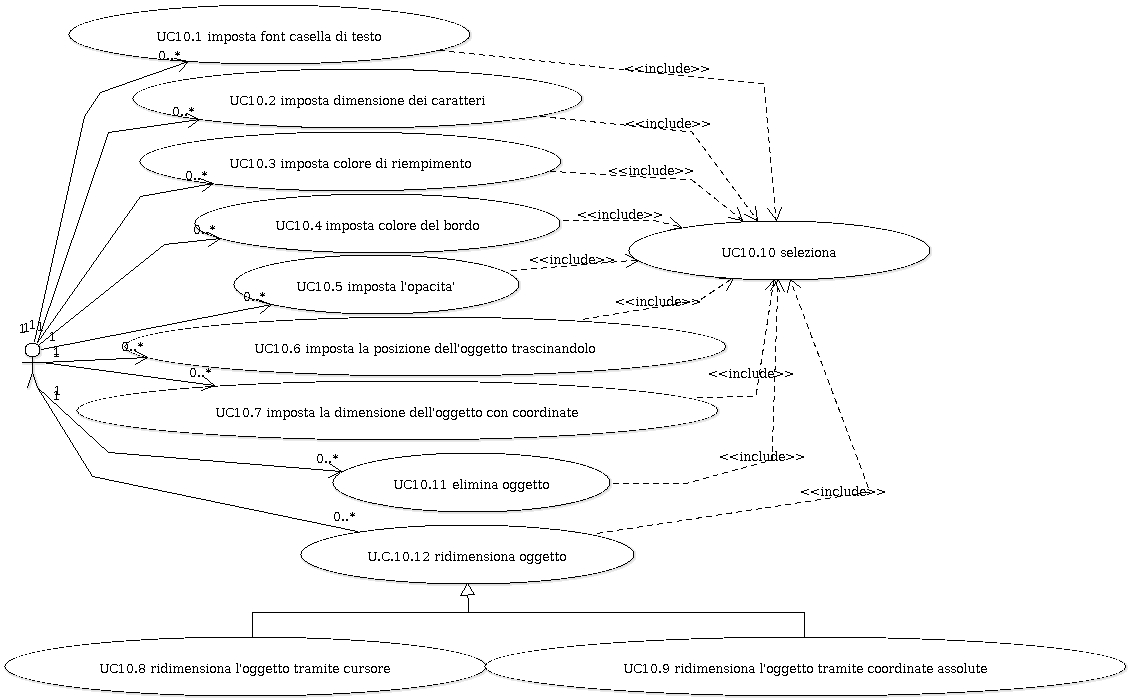 UC10.1 imposta font casella di testo
0..*
<<include>>
UC10.2 imposta dimensione dei caratteri
0..*
<<include>>
UC10.3 imposta colore di riempimento
0..*
<<include>>
UC10.4 imposta colore del bordo
0..*
<<include>>
UC10.10 seleziona
UC10.5 imposta l'opacita'
0..*
<<include>>
1
1
1
1
UC10.6 imposta la posizione dell'oggetto trascinandolo
0..*
<<include>>
1
1
UC10.7 imposta la dimensione dell'oggetto con coordinate
0..*
<<include>>
1
1
UC10.11 elimina oggetto
0..*
<<include>>
U.C.10.12 ridimensiona oggetto
0..*
<<include>>
UC10.8 ridimensiona l'oggetto tramite cursore
UC10.9 ridimensiona l'oggetto tramite coordinate assolute